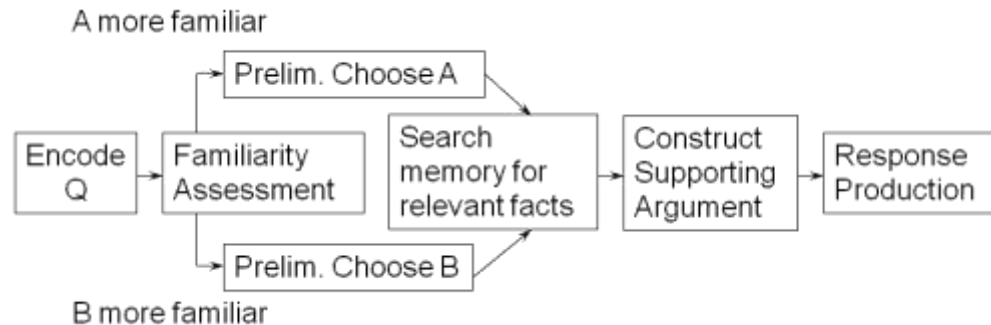 A more familiar
Prelim. Choose A
Encode
Q
Familiarity
Assessment
Search
memory for
relevant facts
Construct
Supporting
Argument
Response
Production
Prelim. Choose B
B more familiar